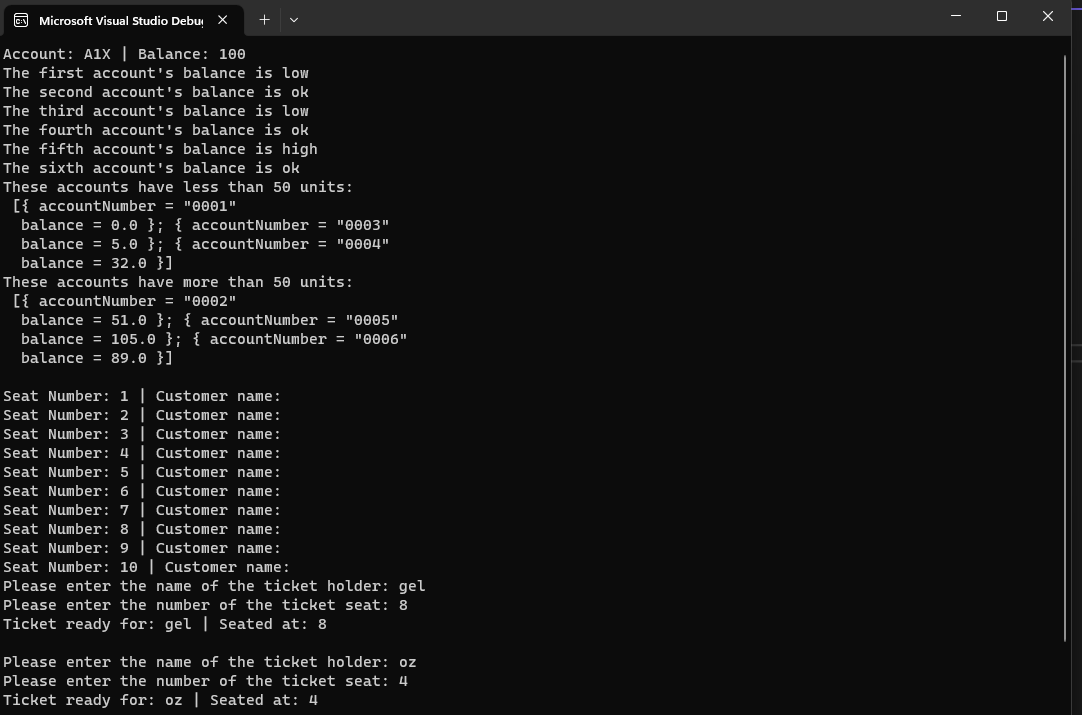 Microsoft Visual Studio Debu
Account: A1X | Balance: 100
The first account's balance is low
The second account's balance is ok
The third account's balance is low
The fourth account's balance is ok
The fifth account's balance is high
The sixth account's balance is ok
These accounts have less than 50 units:
 [{ accountNumber = "0001"
  balance = 0.0 }; { accountNumber = "0003"
  balance = 5.0 }; { accountNumber = "0004"
  balance = 32.0 }]
These accounts have more than 50 units:
 [{ accountNumber = "0002"
  balance = 51.0 }; { accountNumber = "0005"
  balance = 105.0 }; { accountNumber = "0006"
  balance = 89.0 }]

Seat Number: 1 | Customer name:
Seat Number: 2 | Customer name:
Seat Number: 3 | Customer name:
Seat Number: 4 | Customer name:
Seat Number: 5 | Customer name:
Seat Number: 6 | Customer name:
Seat Number: 7 | Customer name:
Seat Number: 8 | Customer name:
Seat Number: 9 | Customer name:
Seat Number: 10 | Customer name:
Please enter the name of the ticket holder: gel
Please enter the number of the ticket seat: 8
Ticket ready for: gel | Seated at: 8

Please enter the name of the ticket holder: oz
Please enter the number of the ticket seat: 4
Ticket ready for: oz | Seated at: 4